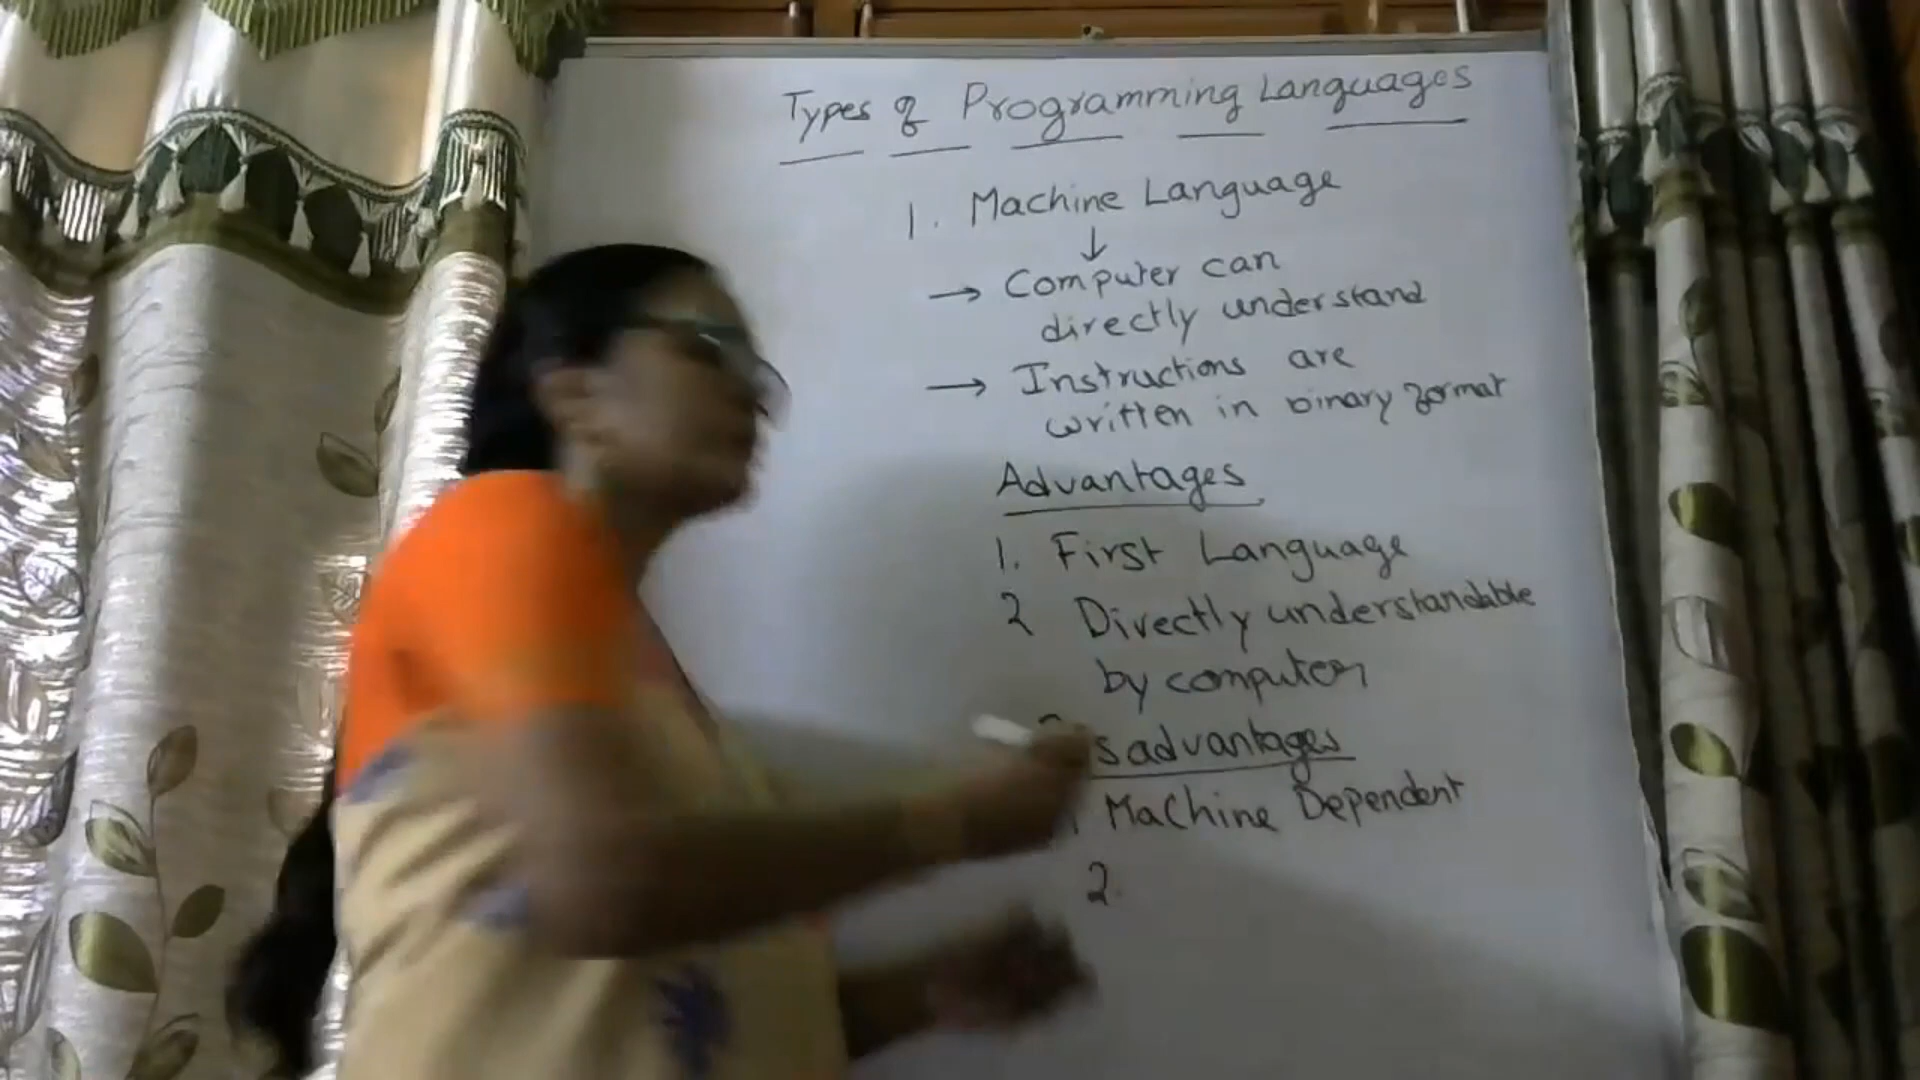 Types of Programming Languages
1. Machine Language
↓
→ Computer can
directly understand
→ Instructions are
written in binary format
Advantages
1. First Language
2 Directly understandable
by computer
sadvantages
Machine Dependent
2.